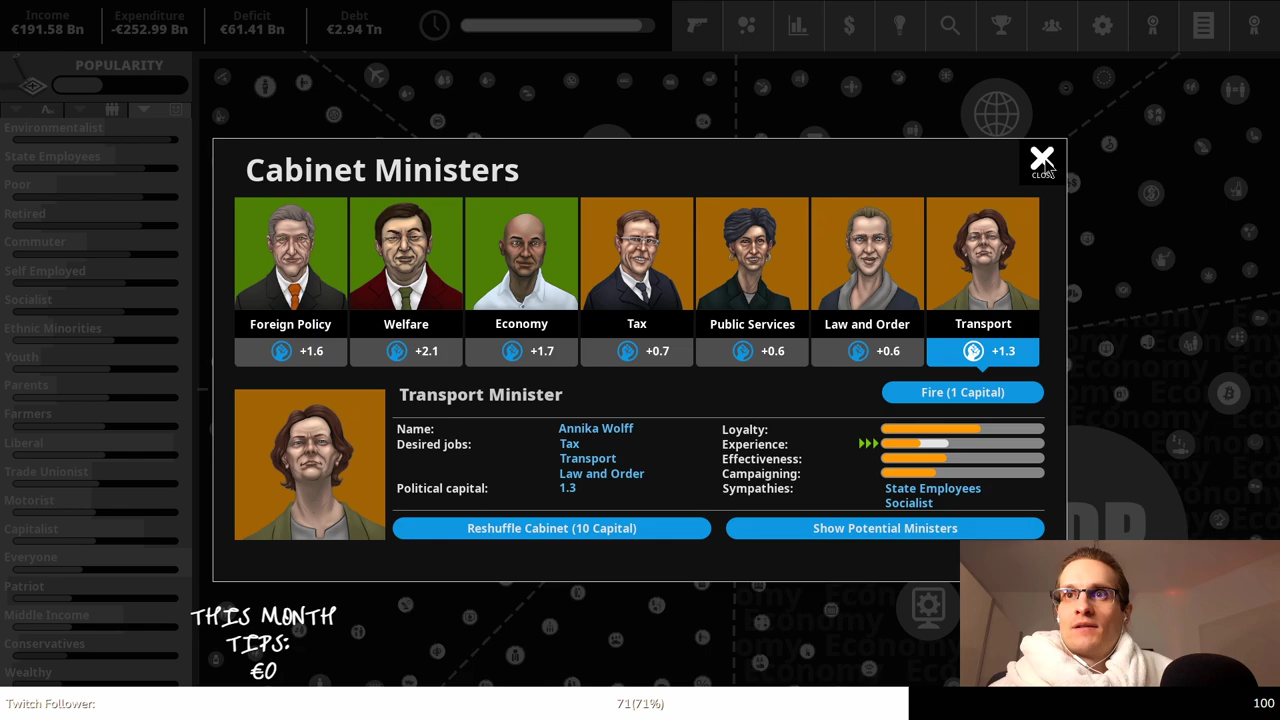 Income
Expenditure
Deficit
Debt
€191.58 Bn
-€252.99 Bn
€61.41 Bn
€2.94 Tn
POPULARITY
Environmentalist
State Employees
Poor
Retired
Commuter
Self Employed
Socialist
Ethnic Minorities
Youth
Parents
Farmers
Liberal
Trade Unionist
Motorist
Capitalist
Everyone
Patriot
Middle Income
Conservatives
Wealthy
Cabinet Ministers
CLOSE
Foreign Policy
Welfare
Economy
Tax
Public Services
Law and Order
Transport
+1.6
+2.1
+1.7
+0.7
+0.6
+0.6
+1.3
Transport Minister
Fire (1 Capital)
Name: Annika Wolff
Desired jobs: Tax
Transport
Law and Order
Political capital: 1.3
Loyalty:
Experience:
Effectiveness:
Campaigning:
Sympathies: State Employees
Socialist
Reshuffle Cabinet (10 Capital)
Show Potential Ministers
THIS MONTH
TIPS:
€0
Twitch Follower:
71(71%)
100